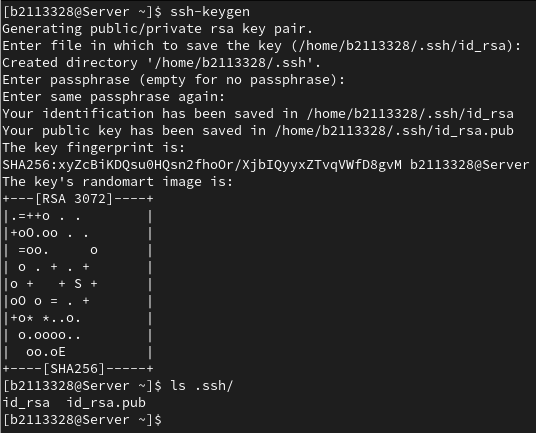 [b2113328@Server ~]$ ssh-keygen
Generating public/private rsa key pair.
Enter file in which to save the key (/home/b2113328/.ssh/id_rsa):
Created directory '/home/b2113328/.ssh'.
Enter passphrase (empty for no passphrase):
Enter same passphrase again:
Your identification has been saved in /home/b2113328/.ssh/id_rsa
Your public key has been saved in /home/b2113328/.ssh/id_rsa.pub
The key fingerprint is:
SHA256:xyZcBiKDQsu0HQsn2fhoOr/XjbIQyyxZTvqVWfD8gvM b2113328@Server
The key's randomart image is:
+---[RSA 3072]----+
|.=++o . .        |
|+oO.oo . .       |
| =oo.     o      |
| o . + . +       |
|o +   + S +      |
|oO o = . +       |
|+o* *..o.        |
| o.oooo..        |
|  oo.oE          |
+----[SHA256]-----+
[b2113328@Server ~]$ ls .ssh/
id_rsa  id_rsa.pub
[b2113328@Server ~]$